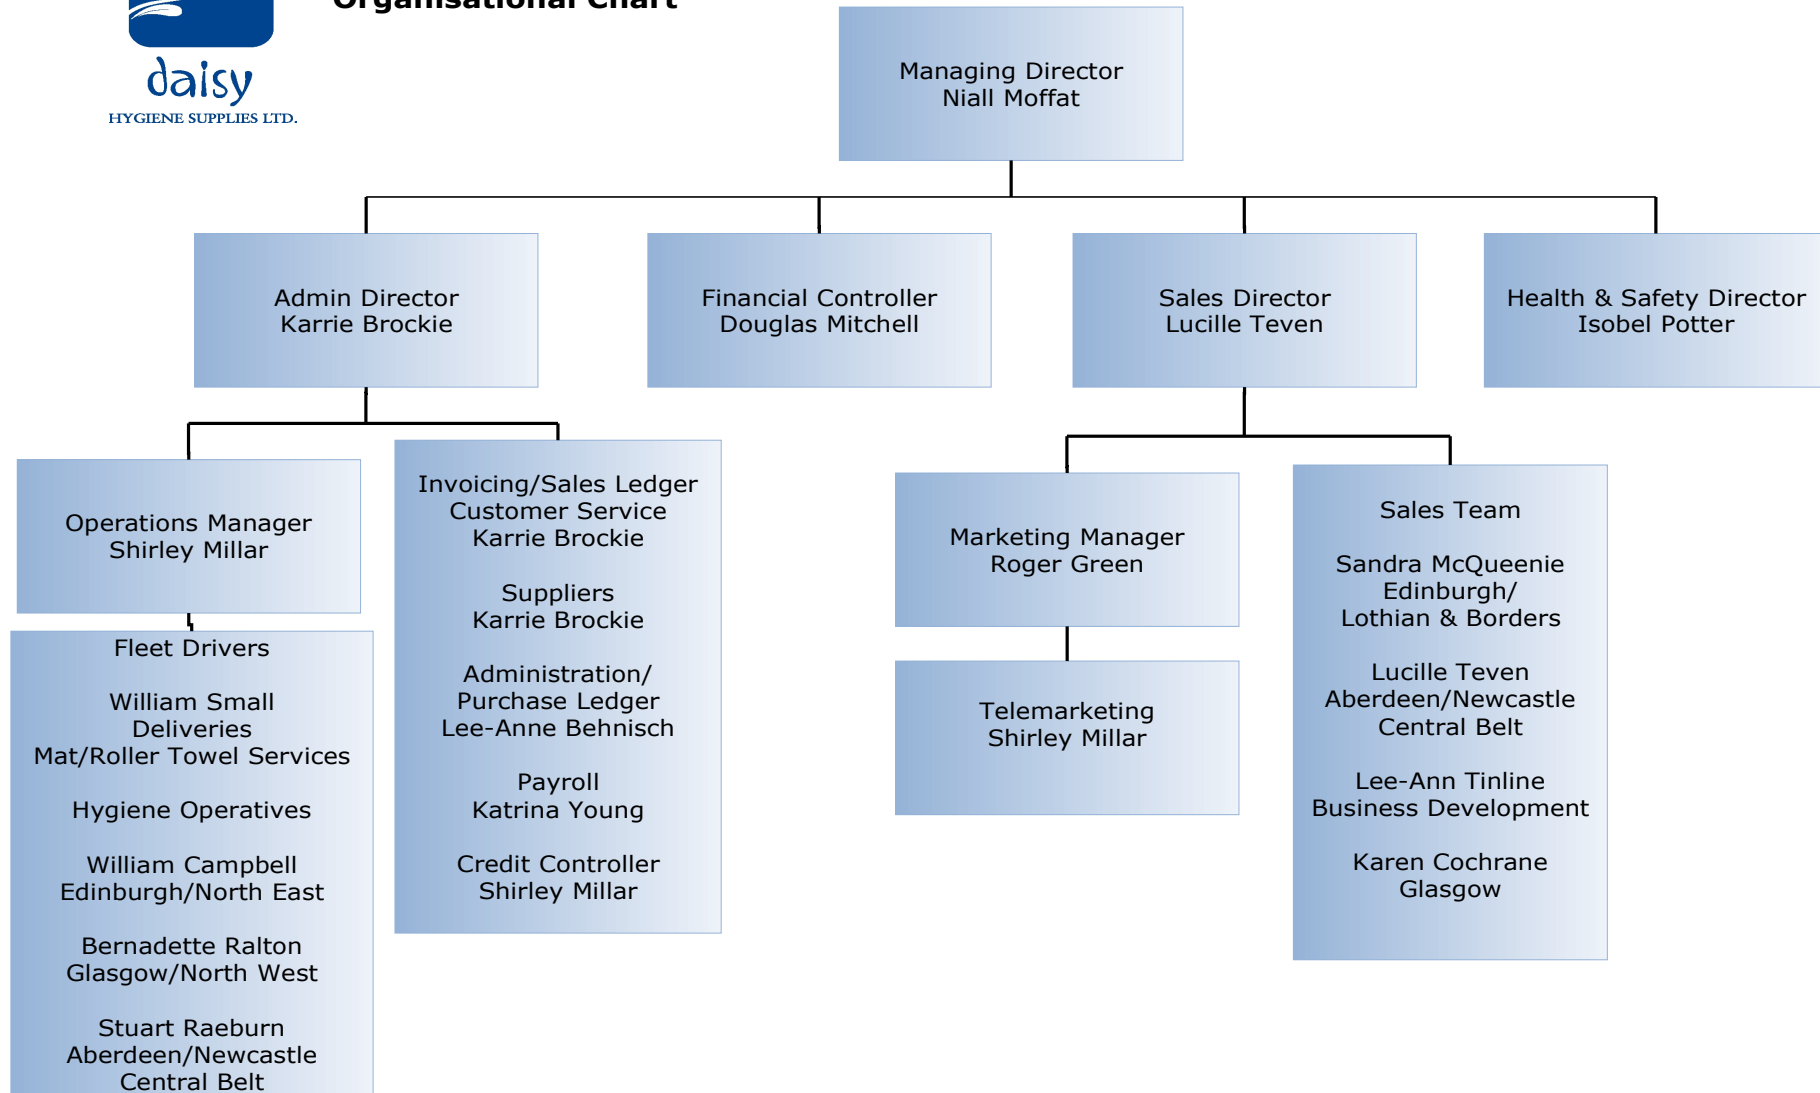 Organisational Chart
daisy
HYGIENE SUPPLIES LTD.
Managing Director
Niall Moffat
Admin Director
Karrie Brockie
Financial Controller
Douglas Mitchell
Sales Director
Lucille Teven
Health & Safety Director
Isobel Potter
Operations Manager
Shirley Millar
Fleet Drivers
William Small
Deliveries
Mat/Roller Towel Services
Hygiene Operatives
William Campbell
Edinburgh/North East
Bernadette Ralton
Glasgow/North West
Stuart Raeburn
Aberdeen/Newcastle
Central Belt
Invoicing/Sales Ledger
Customer Service
Karrie Brockie
Suppliers
Karrie Brockie
Administration/
Purchase Ledger
Lee-Anne Behnisch
Payroll
Katrina Young
Credit Controller
Shirley Millar
Marketing Manager
Roger Green
Telemarketing
Shirley Millar
Sales Team
Sandra McQueenie
Edinburgh/
Lothian & Borders
Lucille Teven
Aberdeen/Newcastle
Central Belt
Lee-Ann Tinline
Business Development
Karen Cochrane
Glasgow